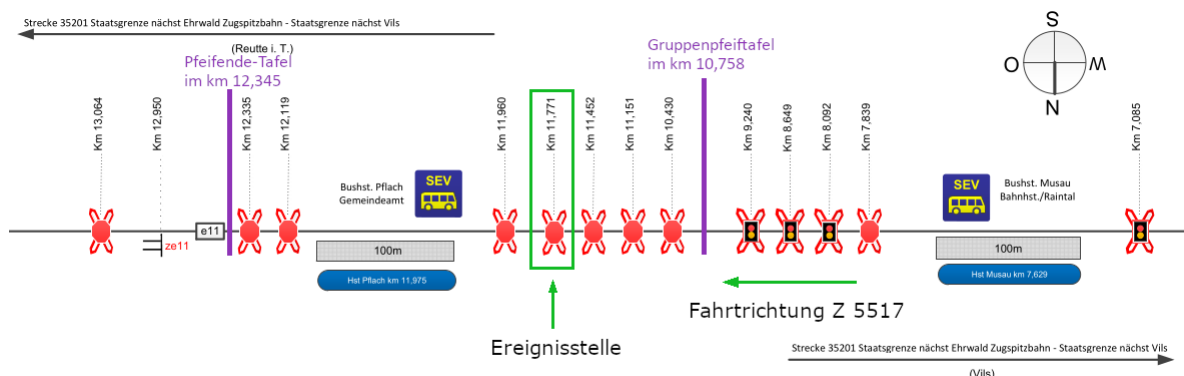 Strecke 35201 Staatsgrenze nächst Ehrwald Zugspitzbahn - Staatsgrenze nächst Vils
(Reutte i. T.)
Pfeifende-Tafel
im km 12,345
Gruppenpfeiftafel
im km 10,758
S
O
W
N
Km 13,064
Km 12,950
Km 12,335
Km 12,119
Km 11,960
Km 11,771
Km 11,452
Km 11,151
Km 10,430
Km 9,240
Km 8,649
Km 8,092
Km 7,839
Km 7,085
Bushst. Pflach
Gemeindeamt
SEV
SEV
Bushst. Musau
Bahnhst./Raintal
e11
ze11
100m
100m
Hst Pflach km 11,975
Hst Musau km 7,629
Fahrtrichtung Z 5517
Ereignisstelle
Strecke 35201 Staatsgrenze nächst Ehrwald Zugspitzbahn - Staatsgrenze nächst Vils
(Vils)